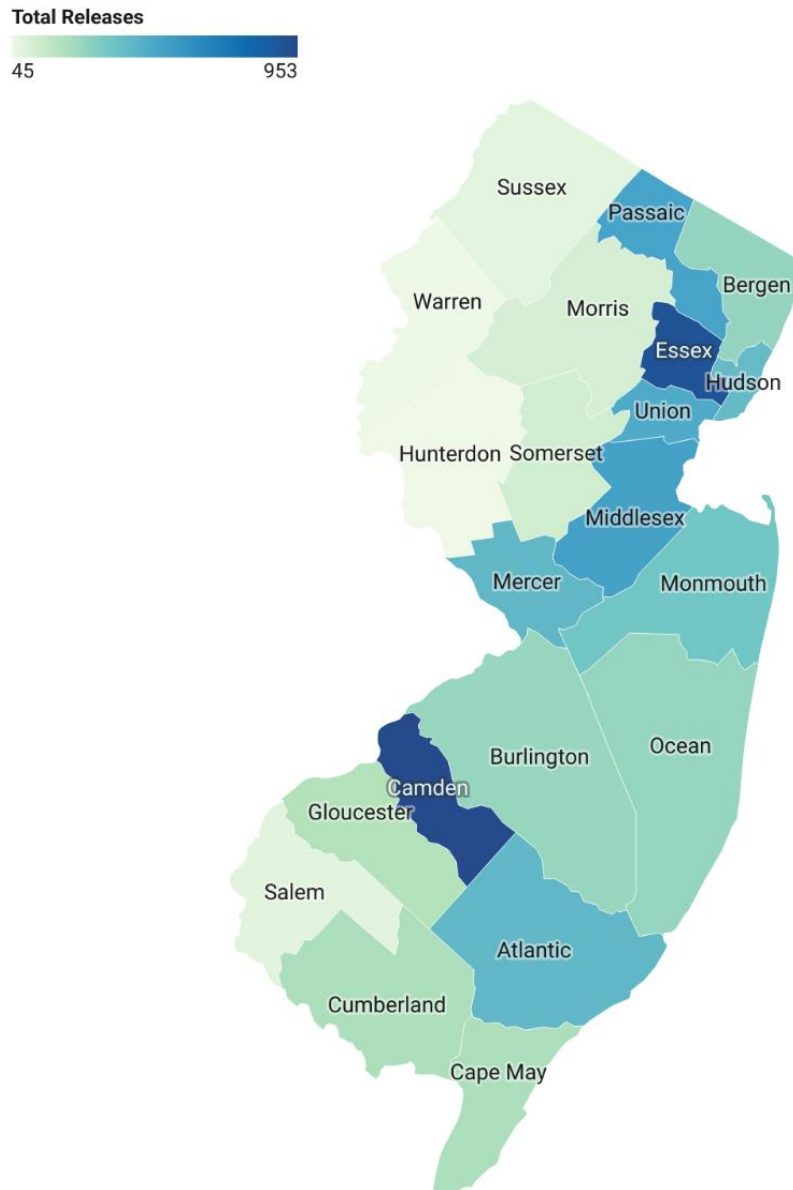 Total Releases
45 953
Sussex
Passaic
Bergen
Warren
Morris
Essex
Hudson
Union
Hunterdon
Somerset
Middlesex
Mercer
Monmouth
Ocean
Burlington
Camden
Gloucester
Salem
Atlantic
Cumberland
Cape May